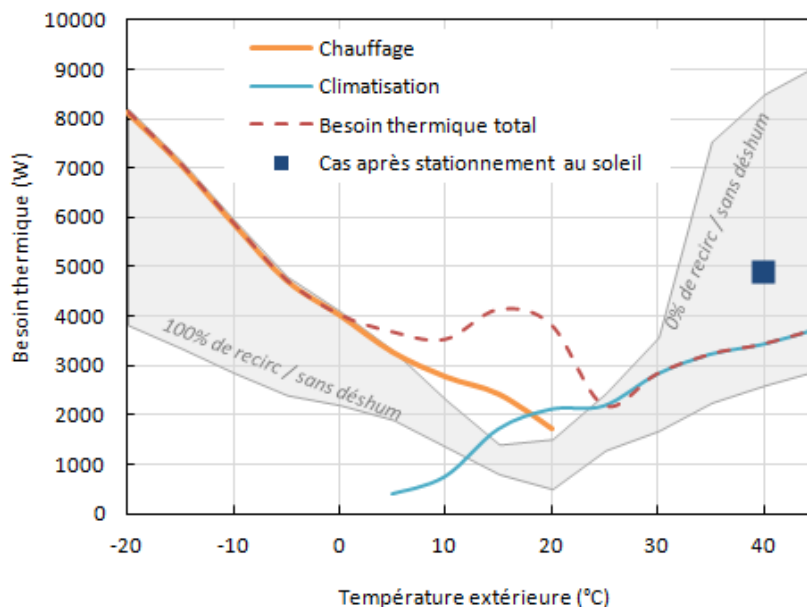 10000
9000
8000
7000
6000
5000
4000
3000
2000
1000
0
Besoin thermique (W)
Chauffage
Climatisation
Besoin thermique total
Cas après stationnement au soleil
100% de recirc / sans déshum
0% de recirc / sans déshum
-20 -10 0 10 20 30 40
Température extérieure (°C)